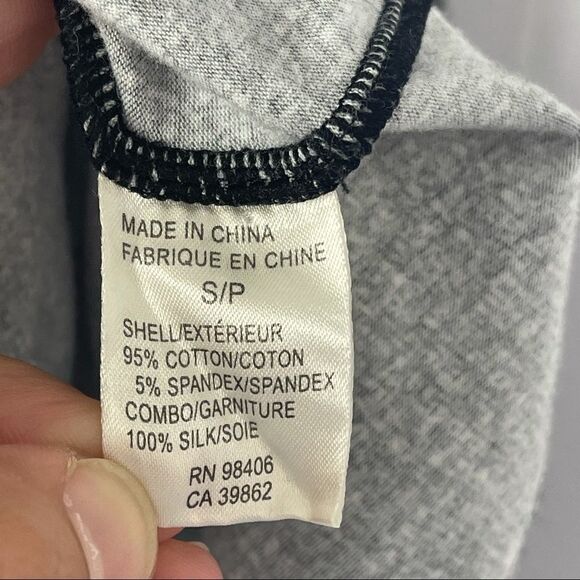 MADE IN CHINA
FABRIQUE EN CHINE
S/P
SHELL/EXTÉRIEUR
95% COTTON/COTON
5% SPANDEX/SPANDEX
COMBO/GARNITURE
100% SILK/SOIE
RN 98406
CA 39862